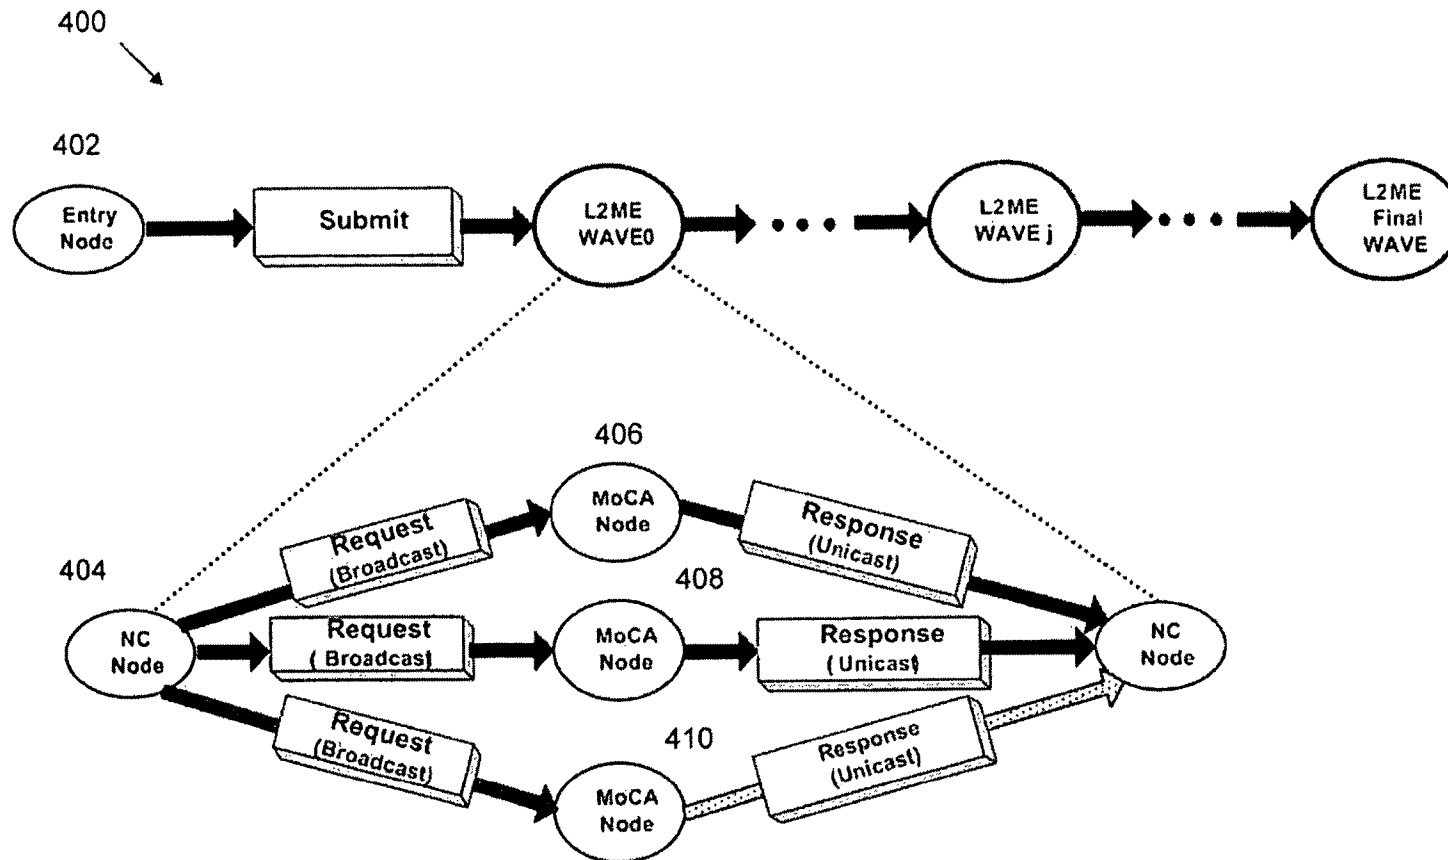 400
402
Entry
Node
Submit
L2ME
WAVE0
L2ME
WAVE j
L2ME
Final
WAVE
406
MoCA
Node
Request
(Broadcast)
Response
(Unicast)
404
408
NC
Node
Request
( Broadcast)
MoCA
Node
Response
( Unicast)
NC
Node
Request
(Broadcast)
410
MoCA
Node
Response
(Unicast)